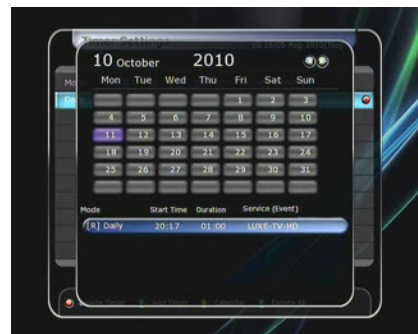 Timer Settings
10 October 2010
Mon Tue Wed Thu Fri Sat Sun
1 2 3
4 5 6 7 8 9 10
11 12 13 14 15 16 17
18 19 20 21 22 23 24
25 26 27 28 29 30 31
Mode Start Time Duration Service (Event)
[R] Daily 20:17 01:00 LUXE-TV-HD